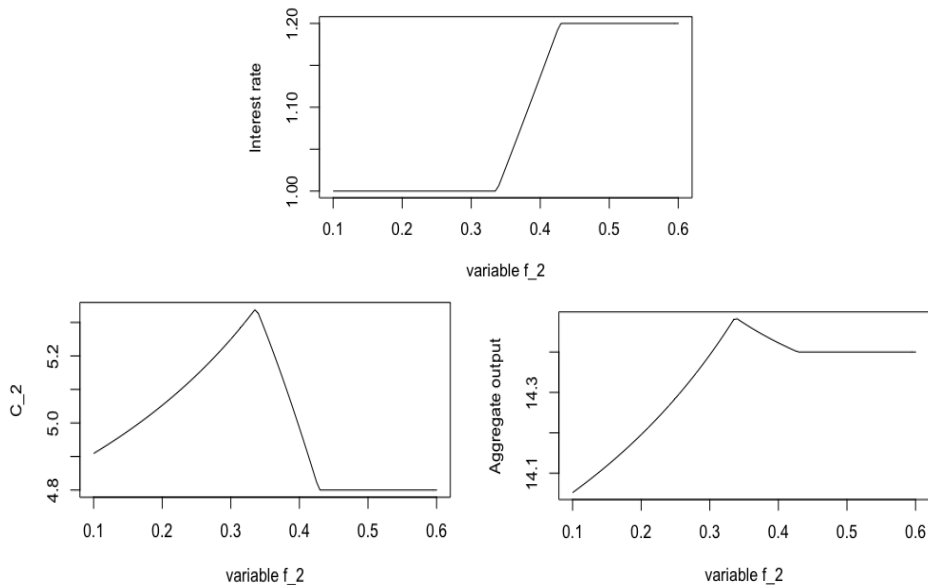 Interest rate
1.00
1.10
1.20
0.1 0.2 0.3 0.4 0.5 0.6
variable f_2
C_2
4.8
5.0
5.2
0.1 0.2 0.3 0.4 0.5 0.6
variable f_2
Aggregate output
14.1
14.3
0.1 0.2 0.3 0.4 0.5 0.6
variable f_2